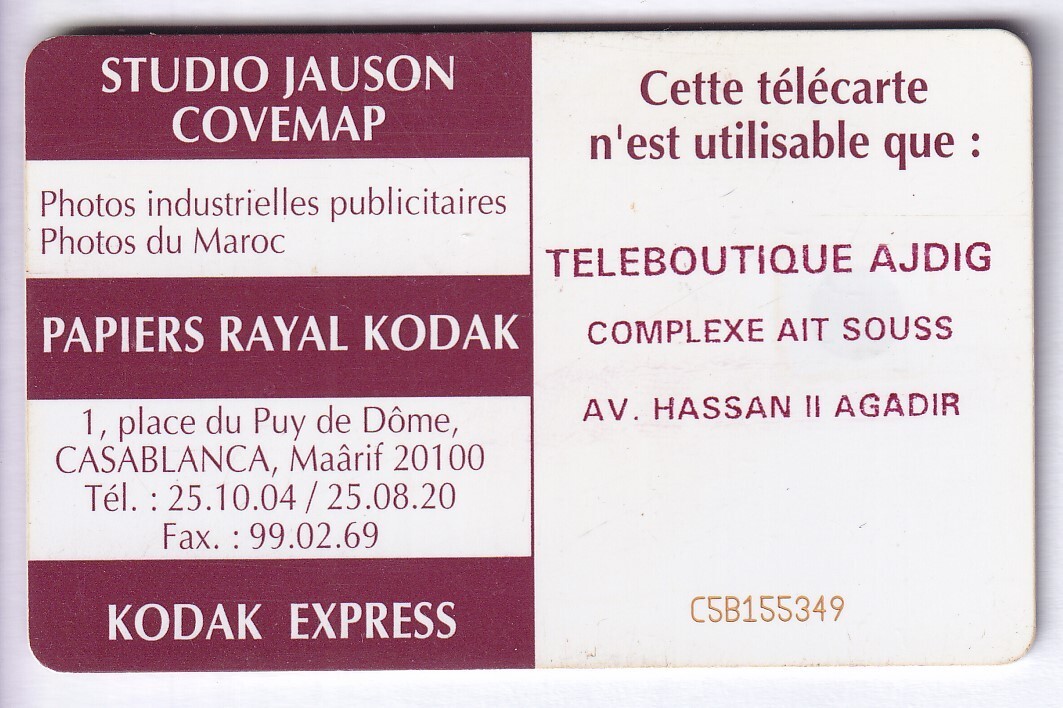 STUDIO JAUSON
COVEMAP
Photos industrielles publicitaires
Photos du Maroc
PAPIERS RAYAL KODAK
1, place du Puy de Dôme,
CASABLANCA, Maârif 20100
Tél. : 25.10.04 / 25.08.20
Fax. : 99.02.69
KODAK EXPRESS
Cette télécarte
n'est utilisable que :
TELEBOUTIQUE AJDIG
COMPLEXE AIT SOUSS
AV. HASSAN II AGADIR
C5B155349